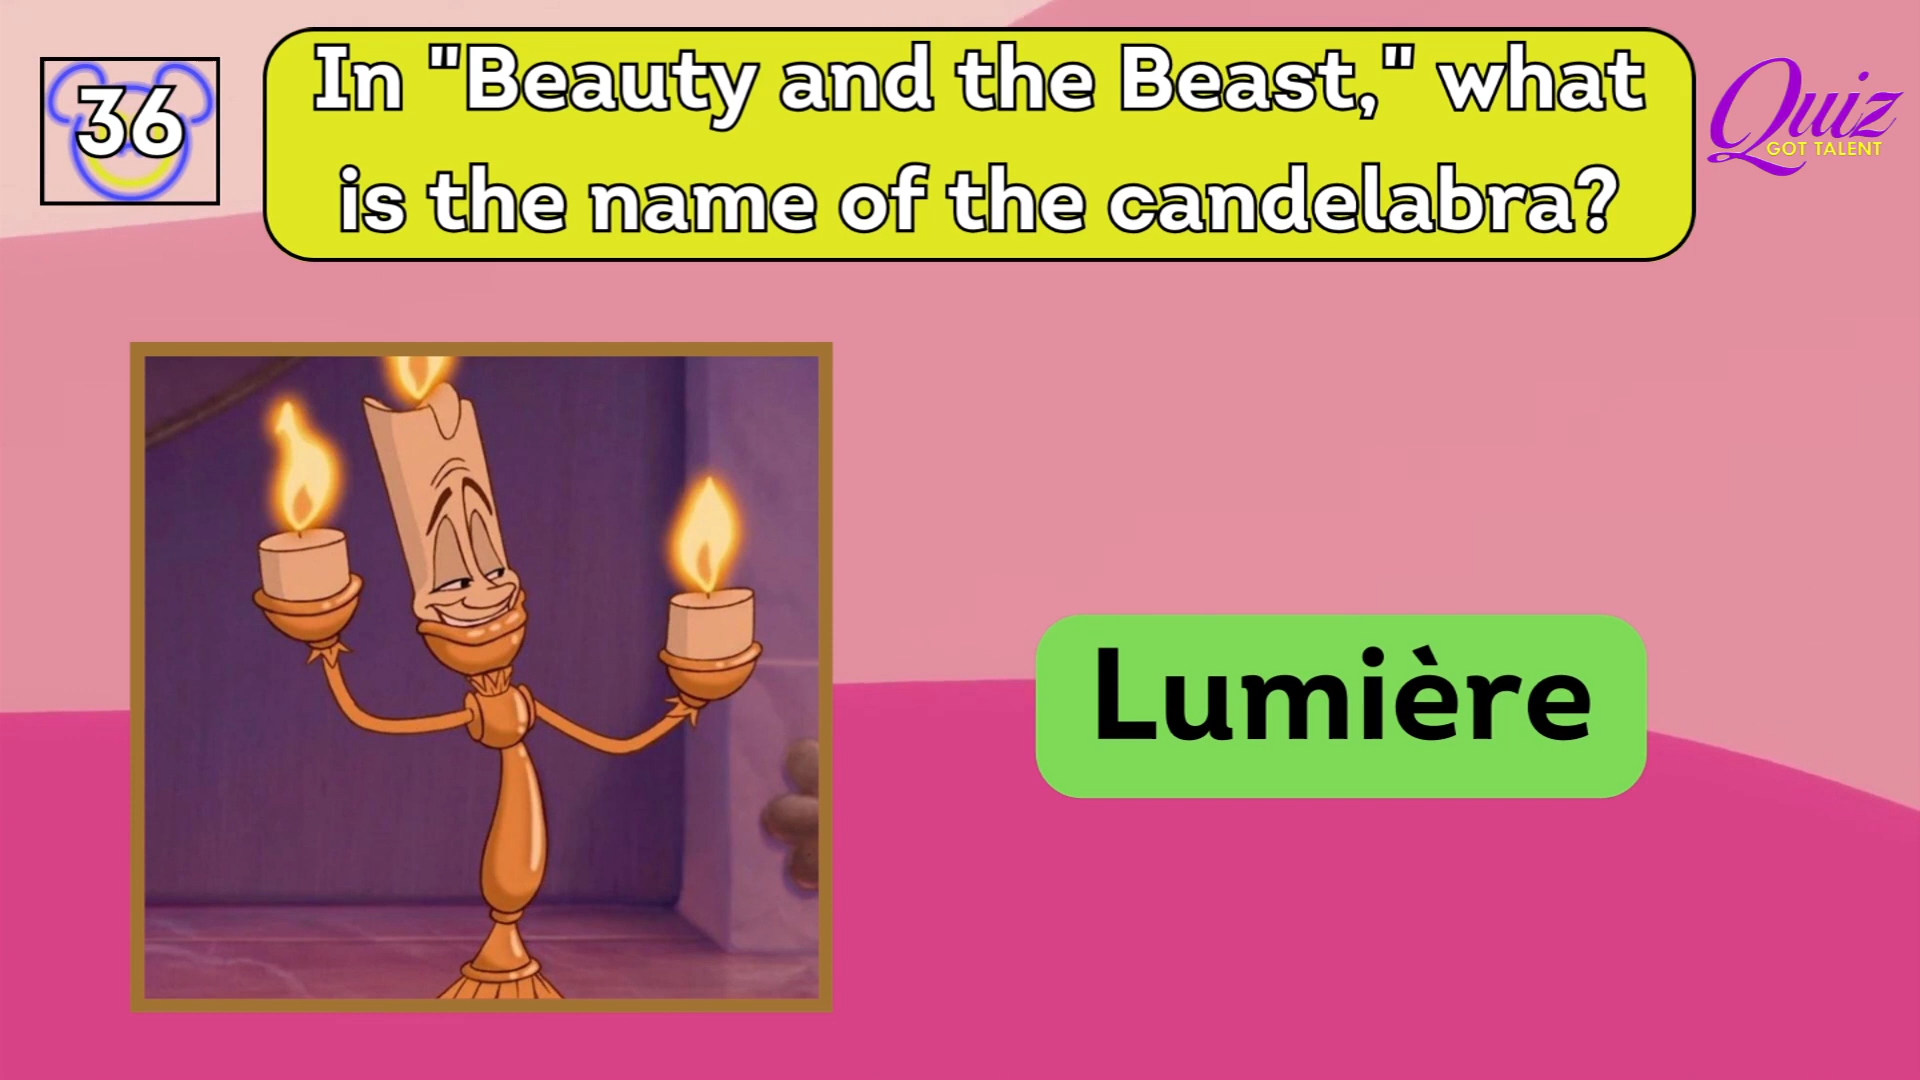 36
In "Beauty and the Beast," what
is the name of the candelabra?
Quiz
GOT TALENT
Lumière